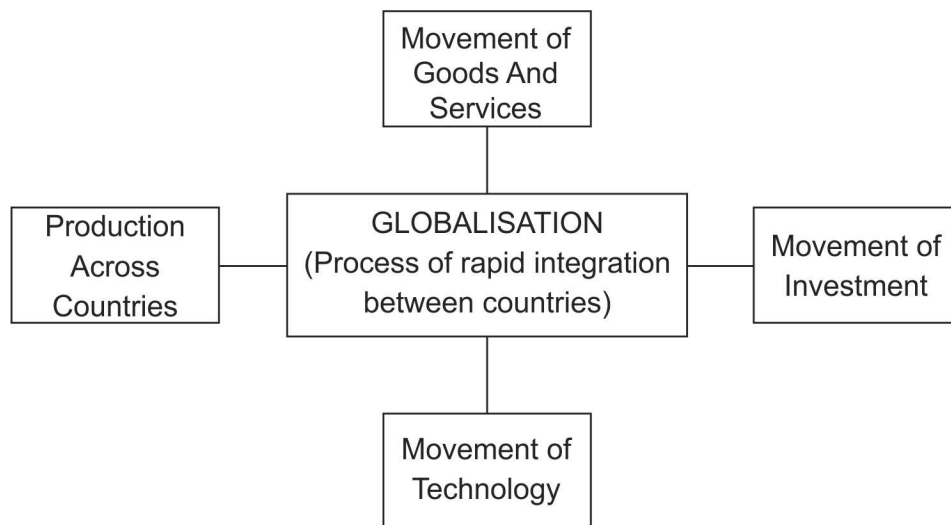 Movement of
Goods And
Services
Production
Across
Countries
GLOBALISATION
(Process of rapid integration
between countries)
Movement of
Investment
Movement of
Technology